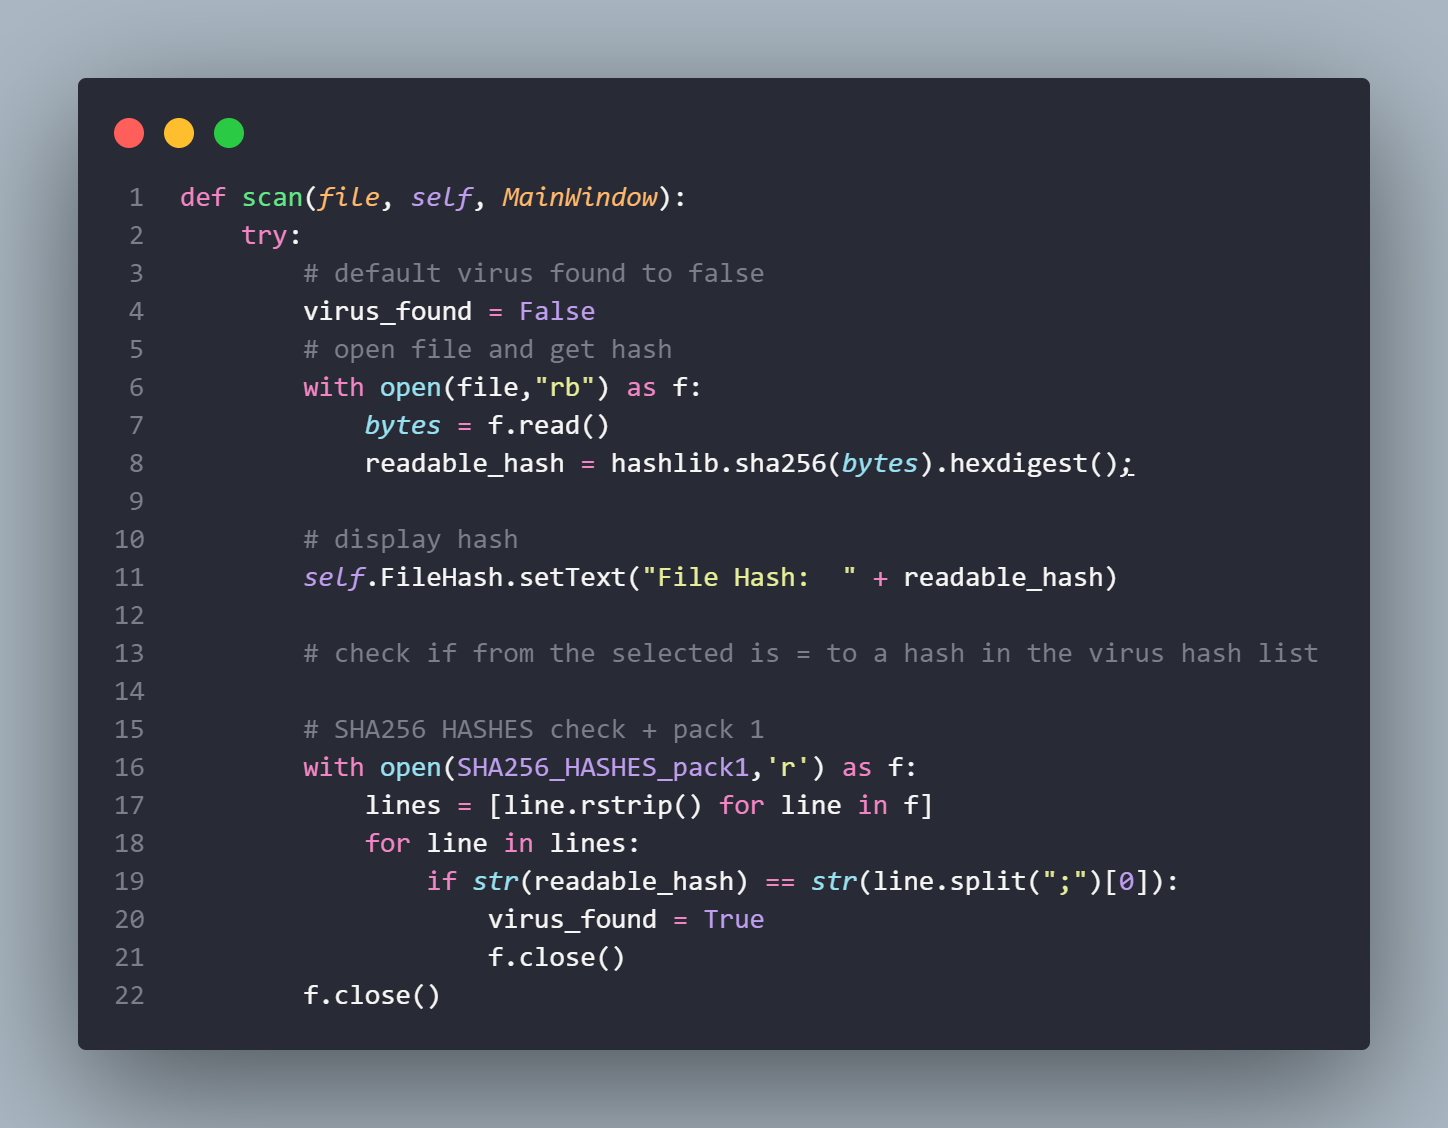 1 def scan(file, self, MainWindow):
2     try:
3         # default virus found to false
4         virus_found = False
5         # open file and get hash
6         with open(file,"rb") as f:
7             bytes = f.read()
8             readable_hash = hashlib.sha256(bytes).hexdigest();
9
10         # display hash
11         self.FileHash.setText("File Hash:  " + readable_hash)
12
13         # check if from the selected is = to a hash in the virus hash list
14
15         # SHA256 HASHES check + pack 1
16         with open(SHA256_HASHES_pack1,'r') as f:
17             lines = [line.rstrip() for line in f]
18             for line in lines:
19                 if str(readable_hash) == str(line.split(";")[0]):
20                     virus_found = True
21                     f.close()
22         f.close()